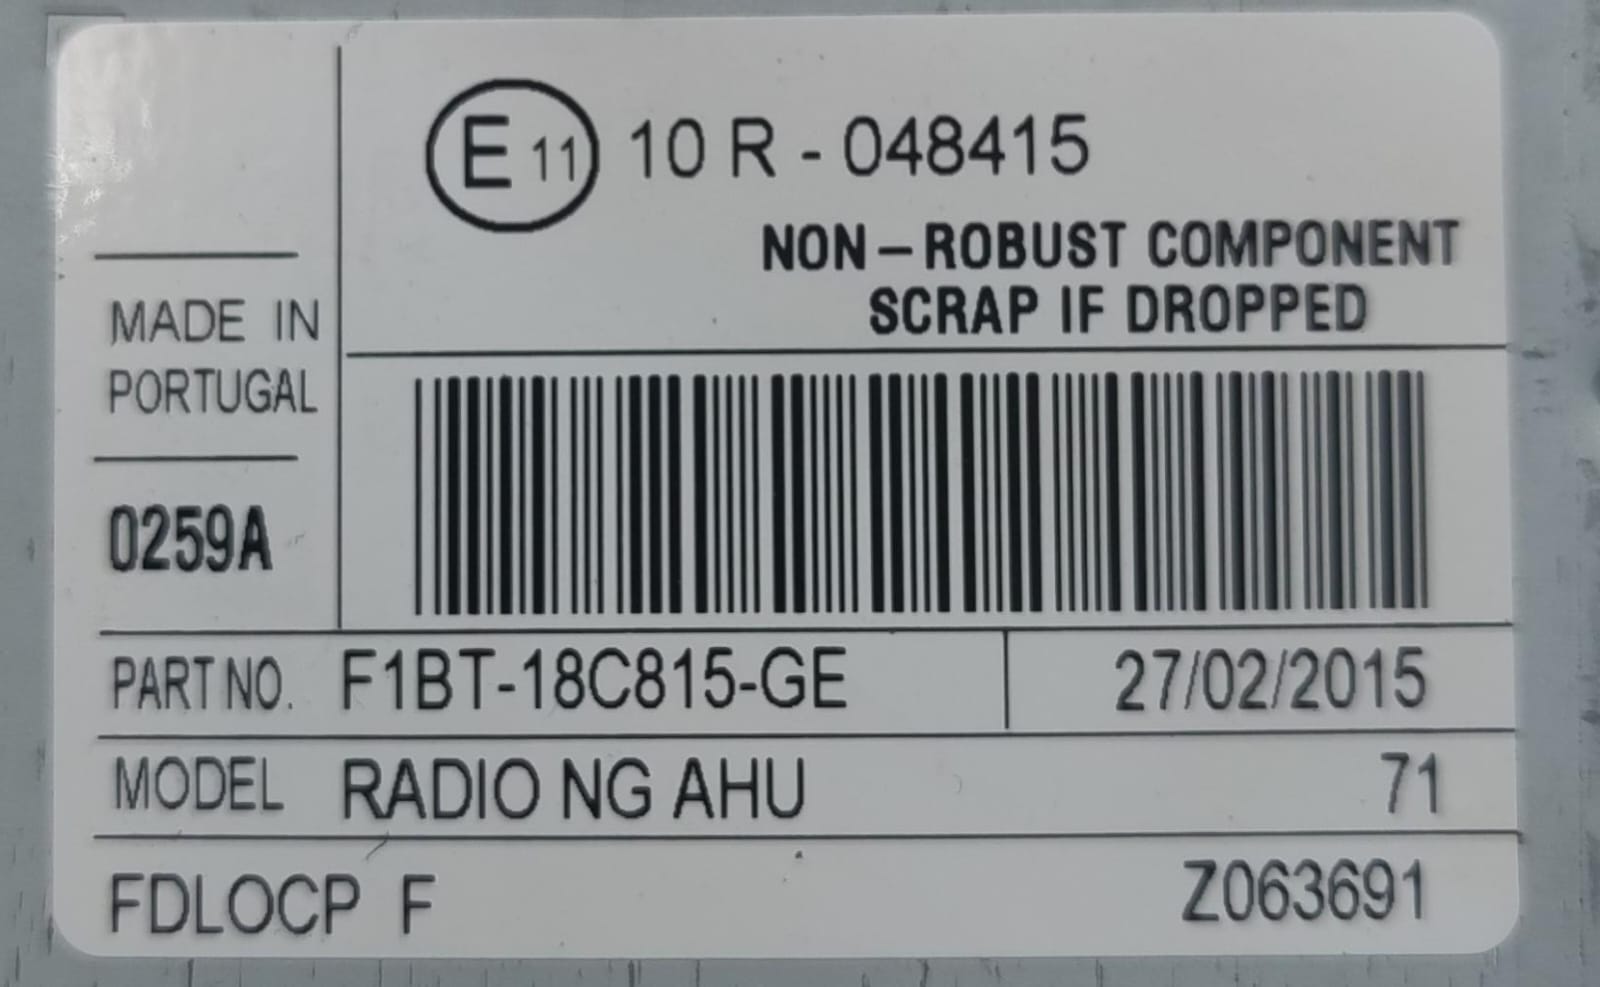 E 11 10 R - 048415
NON-ROBUST COMPONENT
SCRAP IF DROPPED
MADE IN
PORTUGAL
0259A
PART NO. F1BT-18C815-GE 27/02/2015
MODEL RADIO NG AHU 71
FDLOCP F Z063691